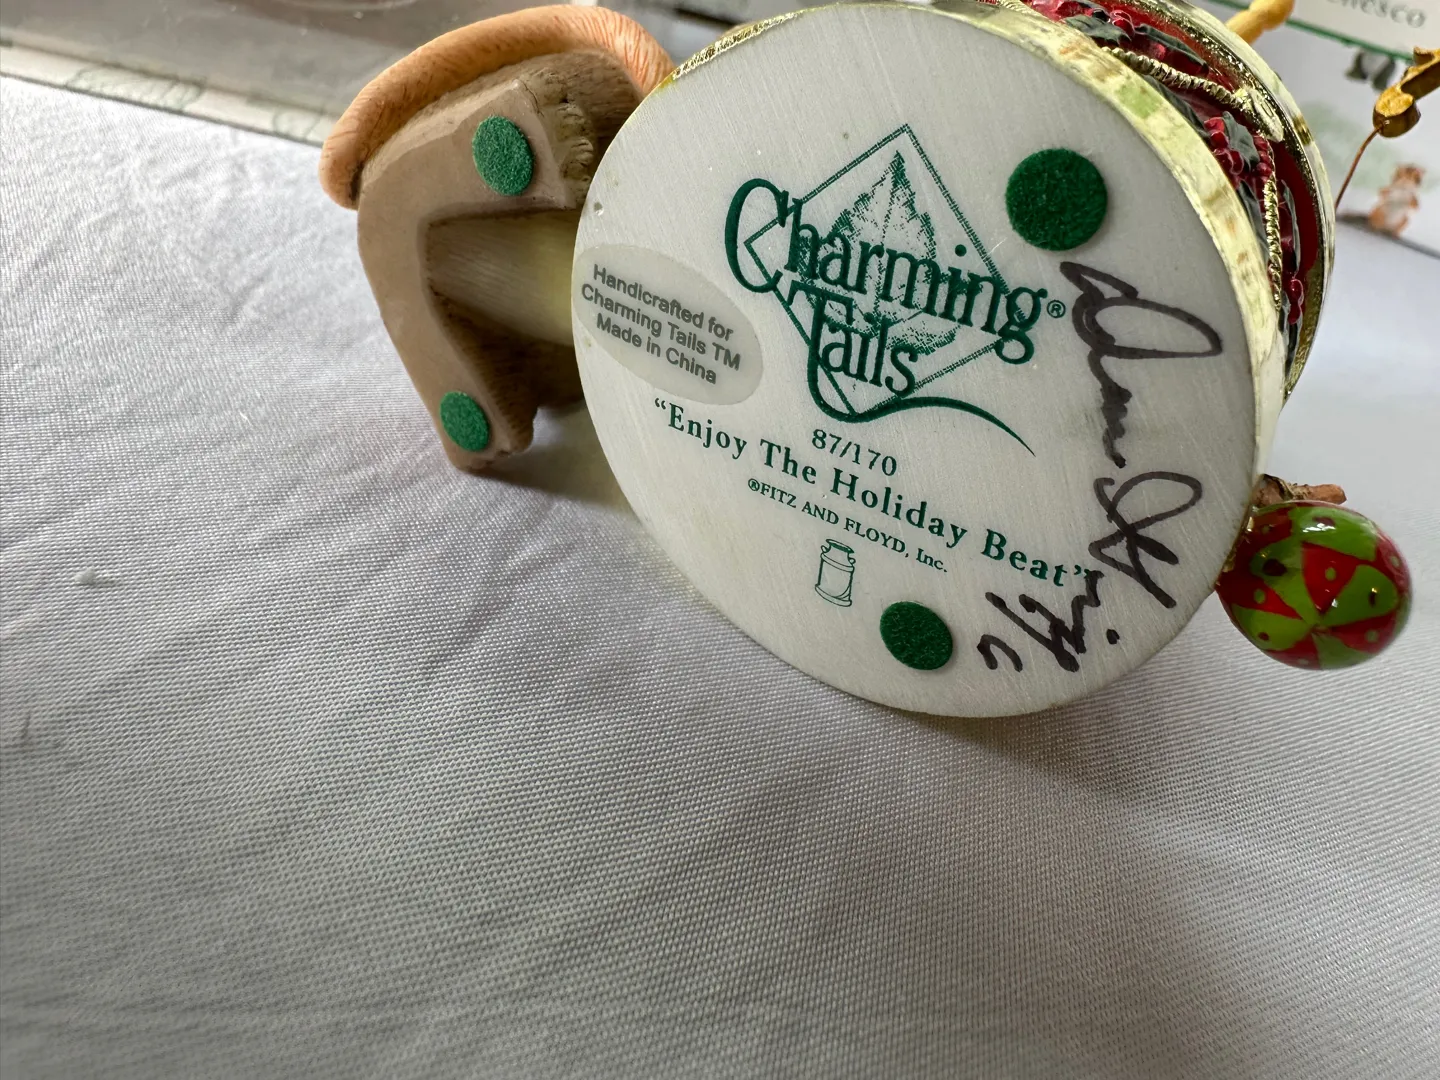 Charming®
Tails
Handicrafted for
Charming Tails TM
Made in China
87/170
“Enjoy The Holiday Beat”
®FITZ AND FLOYD, Inc.